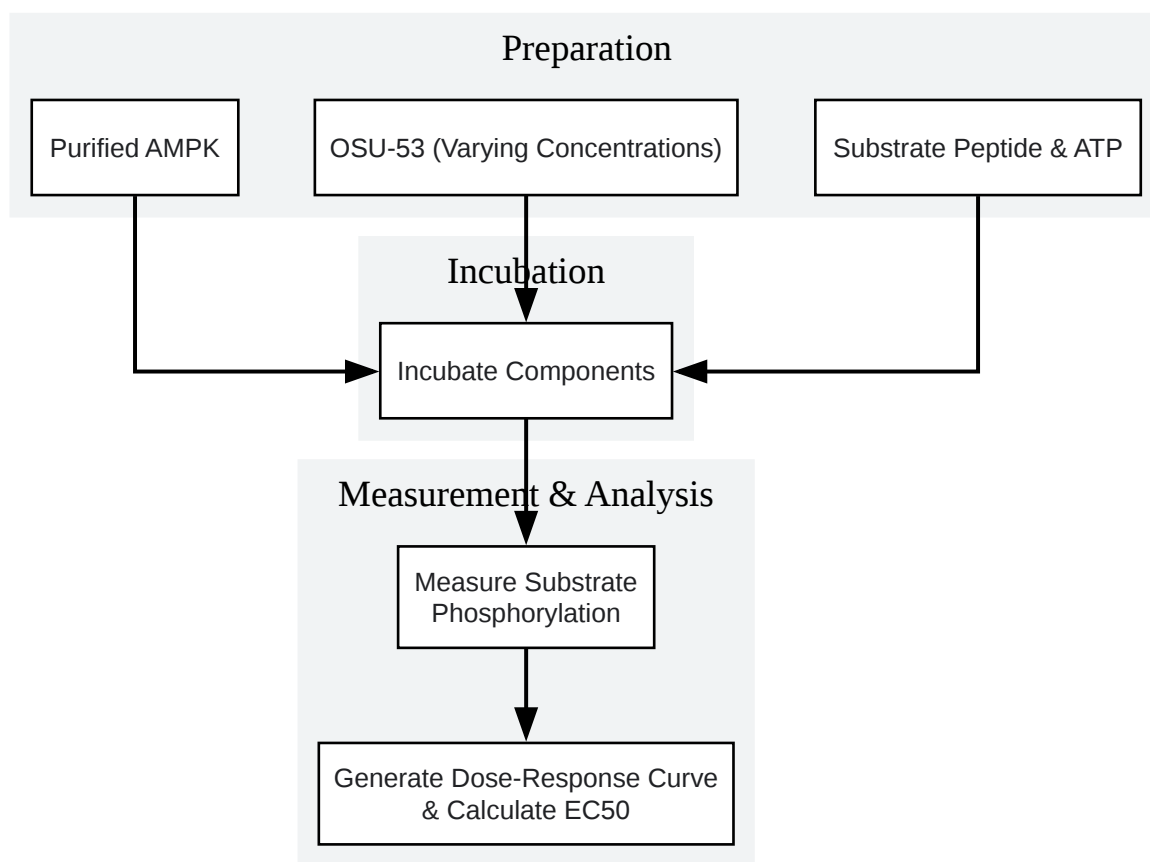 Preparation
Purified AMPK
OSU-53 (Varying Concentrations)
Substrate Peptide & ATP
Incubation
Incubate Components
Measurement & Analysis
Measure Substrate
Phosphorylation
Generate Dose-Response Curve
& Calculate EC50